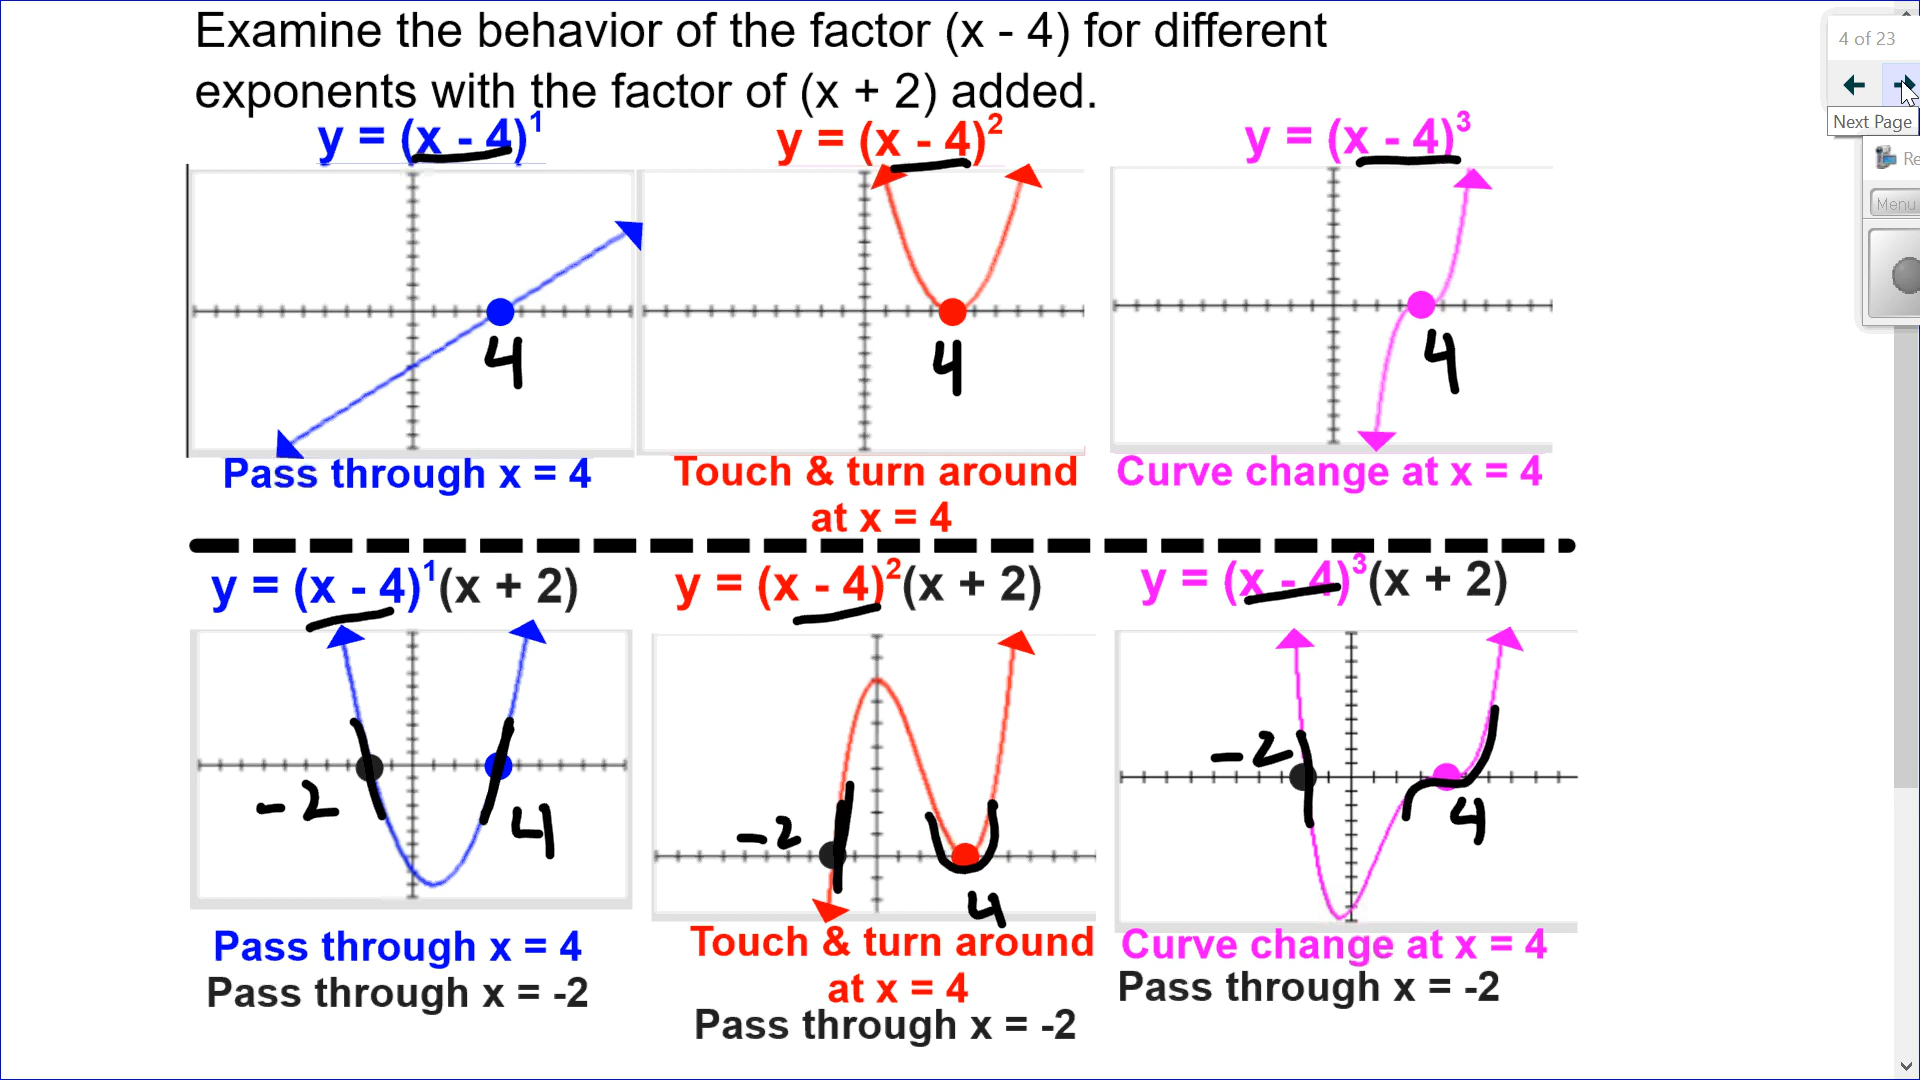 Examine the behavior of the factor (x - 4) for different
exponents with the factor of (x + 2) added.
4 of 23
Next Page
Re
Menu
y = (x - 4)¹
y = (x - 4)²
y = (x - 4)³
4
4
4
Pass through x = 4
Touch & turn around
at x = 4
Curve change at x = 4
y = (x - 4)¹(x + 2)
y = (x - 4)²(x + 2)
y = (x - 4)³(x + 2)
-2
4
-2
4
-2
4
Pass through x = 4
Pass through x = -2
Touch & turn around
at x = 4
Pass through x = -2
Curve change at x = 4
Pass through x = -2